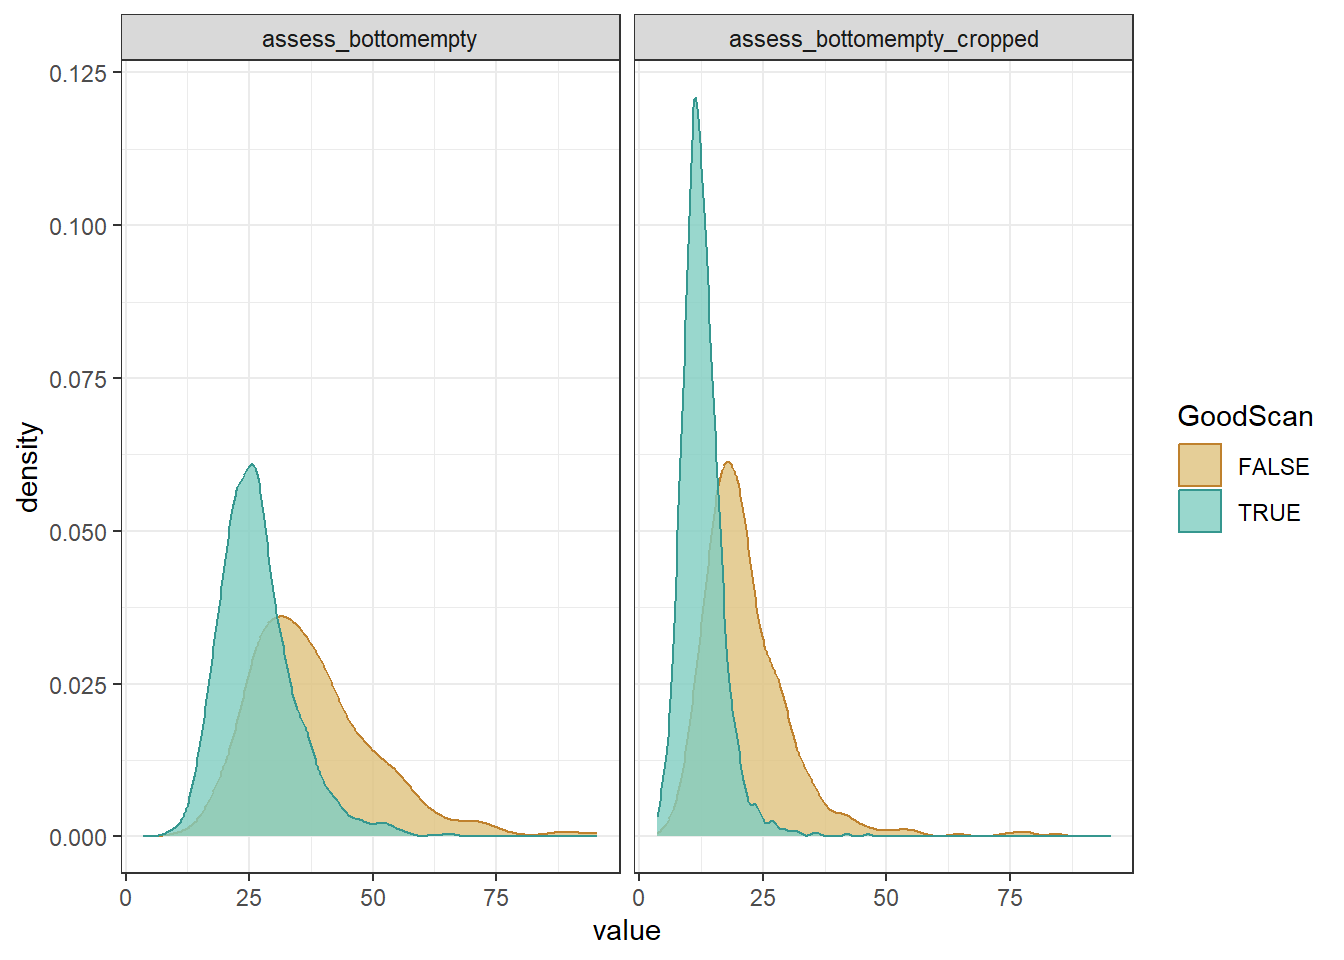 assess_bottomempty
assess_bottomempty_cropped
0.125
0.100
0.075
0.050
0.025
0.000
density
0
25
50
75
0
25
50
75
value
GoodScan
FALSE
TRUE